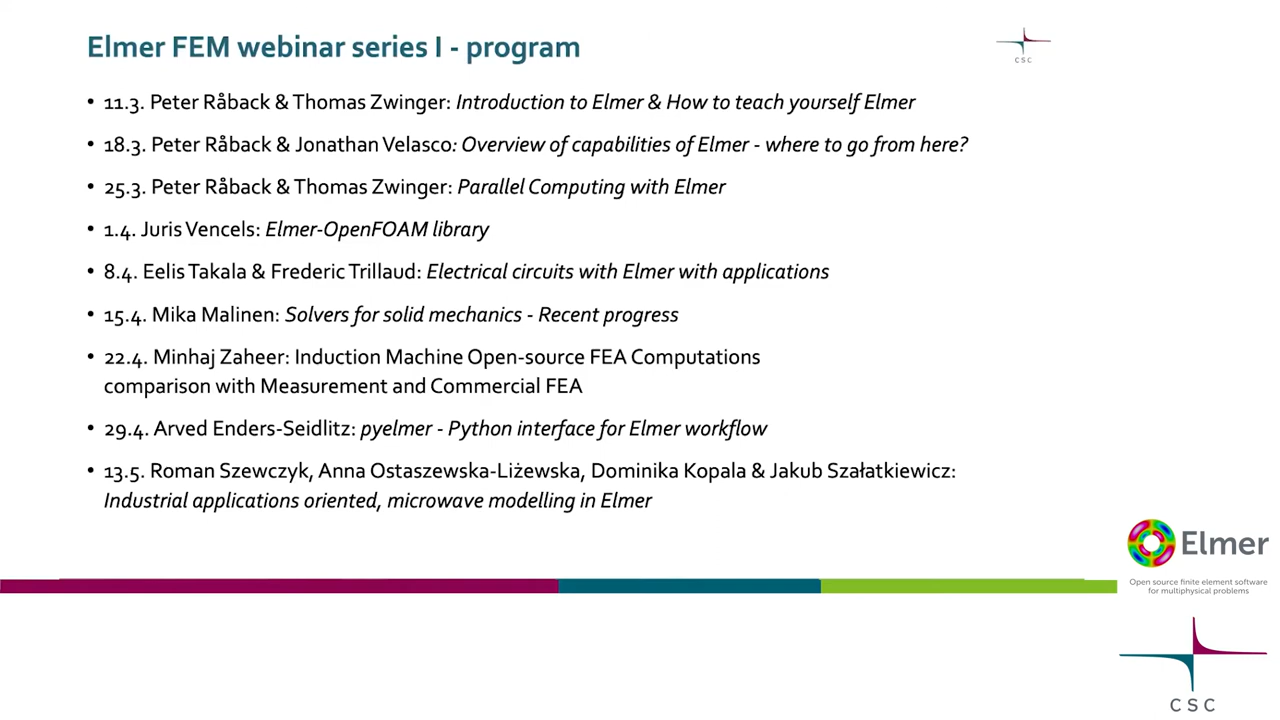 Elmer FEM webinar series I - program
CSC
• 11.3. Peter Råback & Thomas Zwinger: Introduction to Elmer & How to teach yourself Elmer
• 18.3. Peter Råback & Jonathan Velasco: Overview of capabilities of Elmer - where to go from here?
• 25.3. Peter Råback & Thomas Zwinger: Parallel Computing with Elmer
• 1.4. Juris Vencels: Elmer-OpenFOAM library
• 8.4. Eelis Takala & Frederic Trillaud: Electrical circuits with Elmer with applications
• 15.4. Mika Malinen: Solvers for solid mechanics - Recent progress
• 22.4. Minhaj Zaheer: Induction Machine Open-source FEA Computations
comparison with Measurement and Commercial FEA
• 29.4. Arved Enders-Seidlitz: pyelmer - Python interface for Elmer workflow
• 13.5. Roman Szewczyk, Anna Ostaszewska-Liżewska, Dominika Kopala & Jakub Szałatkiewicz:
Industrial applications oriented, microwave modelling in Elmer
Elmer
Open source finite element software
for multiphysical problems
CSC